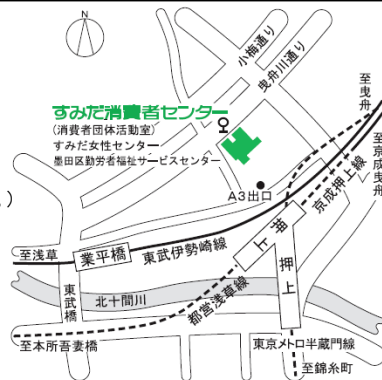 N
小梅通り
曳舟川通り
至曳舟
至京成曳舟
すみだ消費者センター
(消費者団体活動室)
すみだ女性センター
墨田区勤労者福祉サービスセンター
A3出口
京成押上線
押上
押上
至浅草
業平橋
東武伊勢崎線
東武橋
北十間川
都営浅草線
至本所吾妻橋
東京メトロ半蔵門線
至錦糸町